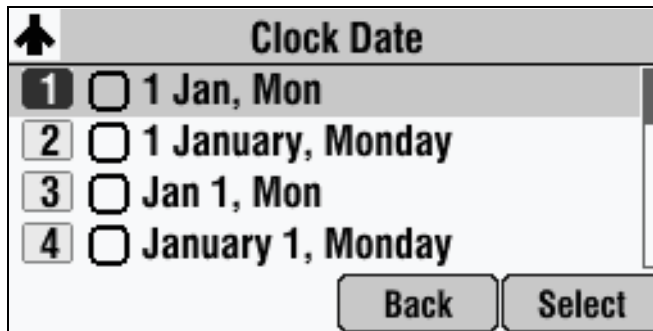 Clock Date
1 1 Jan, Mon
2 1 January, Monday
3 Jan 1, Mon
4 January 1, Monday
Back Select